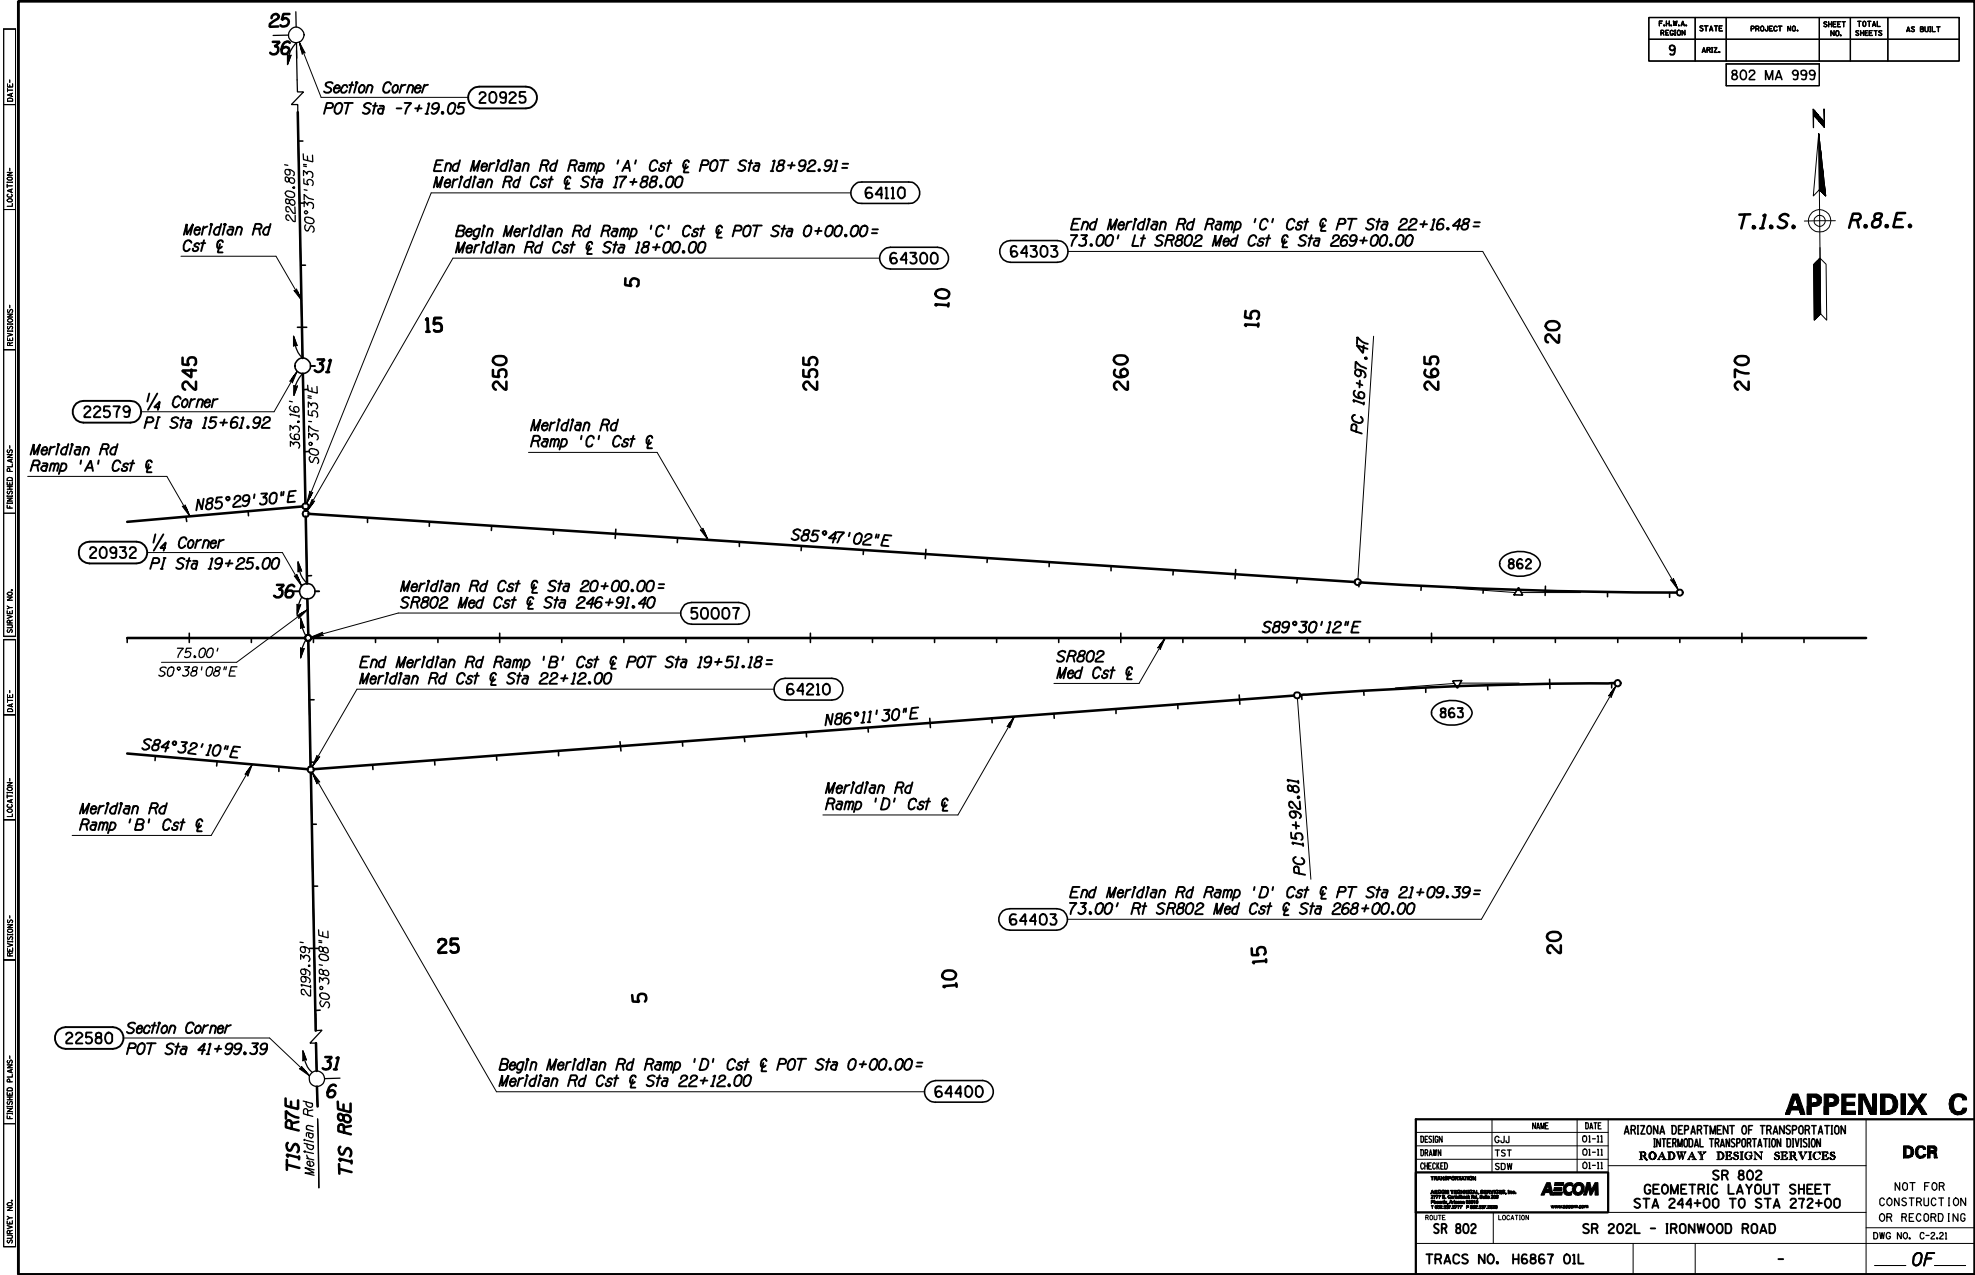 25
36
Section Corner
POT Sta -7+19.05
20925
F.H.W.A. REGION
STATE
PROJECT NO.
SHEET NO.
TOTAL SHEETS
AS BUILT
9
ARIZ.
802 MA 999
N
T.1.S.
R.8.E.
2280.89'
S0°37'53"E
End Meridian Rd Ramp 'A' Cst ℄ POT Sta 18+92.91=
Meridian Rd Cst ℄ Sta 17+88.00
64110
Begin Meridian Rd Ramp 'C' Cst ℄ POT Sta 0+00.00=
Meridian Rd Cst ℄ Sta 18+00.00
64300
End Meridian Rd Ramp 'C' Cst ℄ PT Sta 22+16.48=
73.00' Lt SR802 Med Cst ℄ Sta 269+00.00
64303
Meridian Rd
Cst ℄
5
10
15
15
20
245
250
255
260
265
270
31
22579
1/4 Corner
PI Sta 15+61.92
363.16'
S0°37'53"E
PC 16+97.47
Meridian Rd
Ramp 'C' Cst ℄
Meridian Rd
Ramp 'A' Cst ℄
N85°29'30"E
S85°47'02"E
20932
1/4 Corner
PI Sta 19+25.00
36
862
Meridian Rd Cst ℄ Sta 20+00.00=
SR802 Med Cst ℄ Sta 246+91.40
50007
S89°30'12"E
75.00'
S0°38'08"E
SR802
Med Cst ℄
End Meridian Rd Ramp 'B' Cst ℄ POT Sta 19+51.18=
Meridian Rd Cst ℄ Sta 22+12.00
64210
N86°11'30"E
863
S84°32'10"E
Meridian Rd
Ramp 'B' Cst ℄
Meridian Rd
Ramp 'D' Cst ℄
PC 15+92.81
End Meridian Rd Ramp 'D' Cst ℄ PT Sta 21+09.39=
73.00' Rt SR802 Med Cst ℄ Sta 268+00.00
64403
25
5
10
15
20
2199.39'
S0°38'08"E
22580
Section Corner
POT Sta 41+99.39
31
6
Begin Meridian Rd Ramp 'D' Cst ℄ POT Sta 0+00.00=
Meridian Rd Cst ℄ Sta 22+12.00
64400
T1S R7E
Meridian Rd
T1S R8E
APPENDIX C
NAME
DATE
DESIGN
GJJ
01-11
DRAWN
TST
01-11
CHECKED
SDW
01-11
TRANSPORTATION
AECOM
ARIZONA DEPARTMENT OF TRANSPORTATION
INTERMODAL TRANSPORTATION DIVISION
ROADWAY DESIGN SERVICES
SR 802
GEOMETRIC LAYOUT SHEET
STA 244+00 TO STA 272+00
DCR
NOT FOR
CONSTRUCTION
OR RECORDING
ROUTE
SR 802
LOCATION
SR 202L - IRONWOOD ROAD
DWG NO. C-2.21
TRACS NO. H6867 01L
-
OF
DATE-
LOCATION-
REVISIONS-
FINISHED PLANS-
SURVEY NO.
DATE-
LOCATION-
REVISIONS-
FINISHED PLANS-
SURVEY NO.